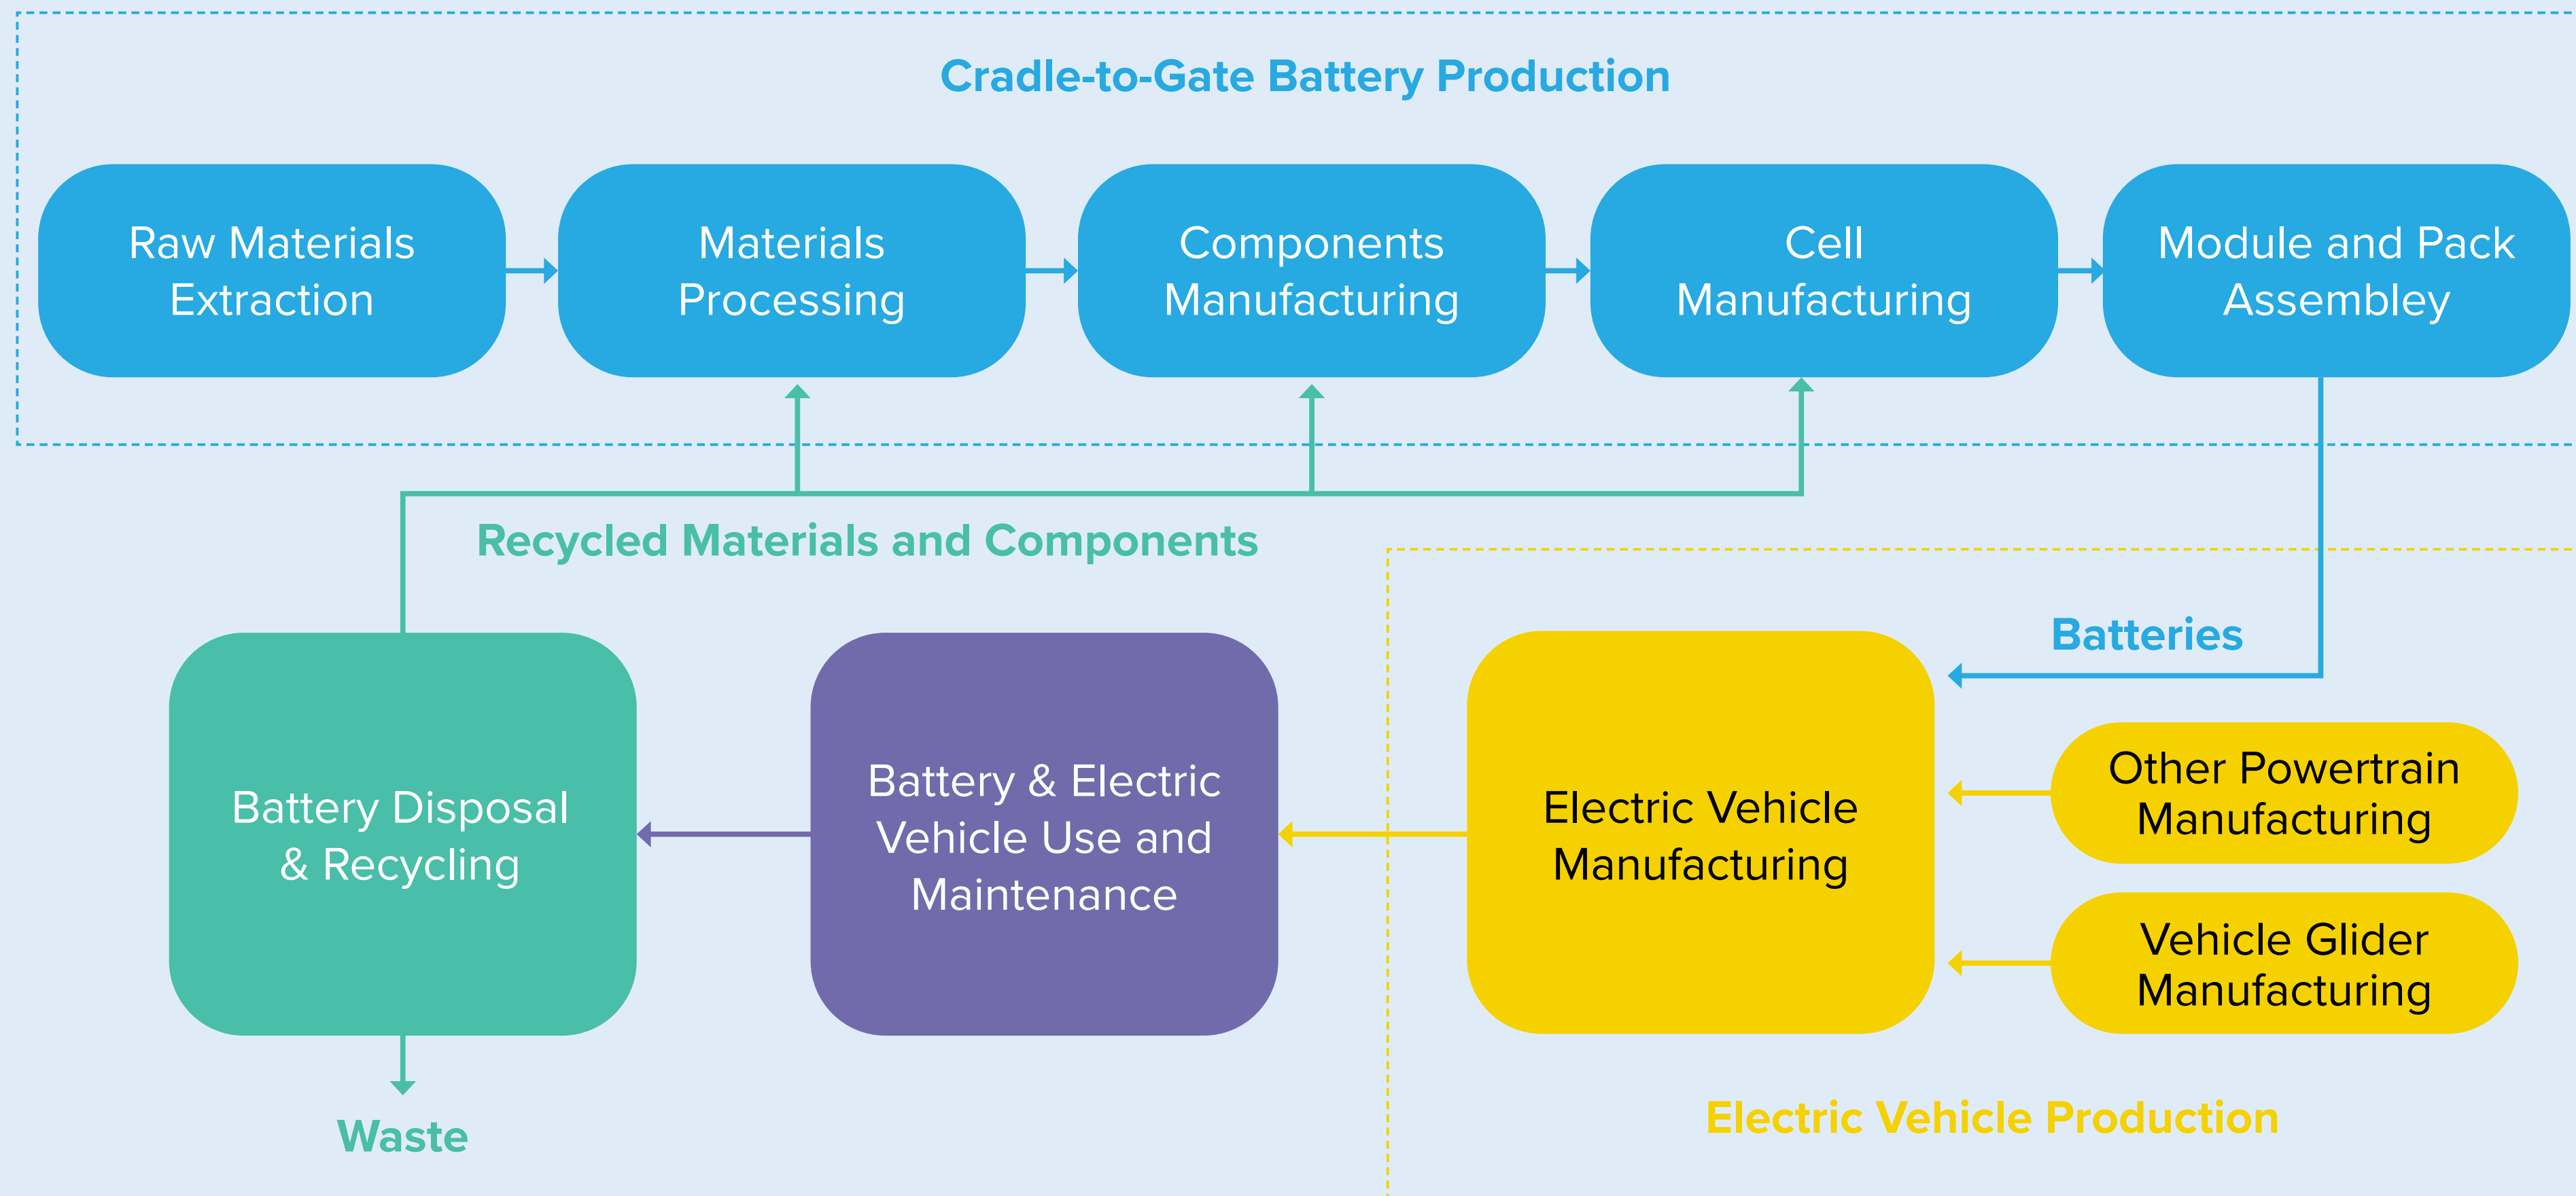 Cradle-to-Gate Battery Production
Raw Materials
Extraction
Materials
Processing
Components
Manufacturing
Cell
Manufacturing
Module and Pack
Assembley
Recycled Materials and Components
Batteries
Battery Disposal
& Recycling
Battery & Electric
Vehicle Use and
Maintenance
Electric Vehicle
Manufacturing
Other Powertrain
Manufacturing
Vehicle Glider
Manufacturing
Waste
Electric Vehicle Production